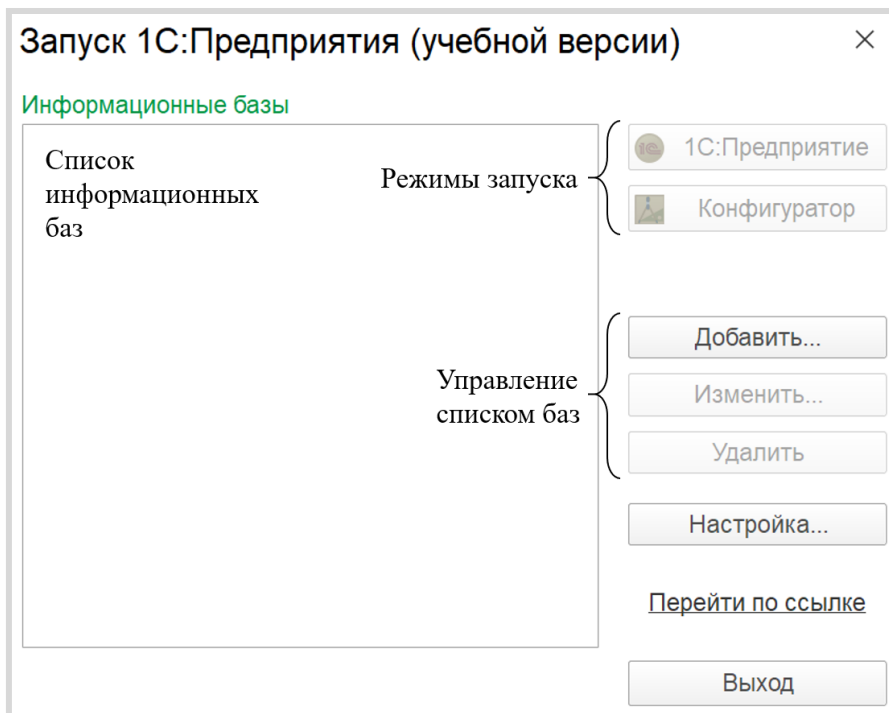 Запуск 1С:Предприятия (учебной версии)
Информационные базы
Список
информационных
баз
Режимы запуска
1С:Предприятие
Конфигуратор
Управление
списком баз
Добавить...
Изменить...
Удалить
Настройка...
Перейти по ссылке
Выход